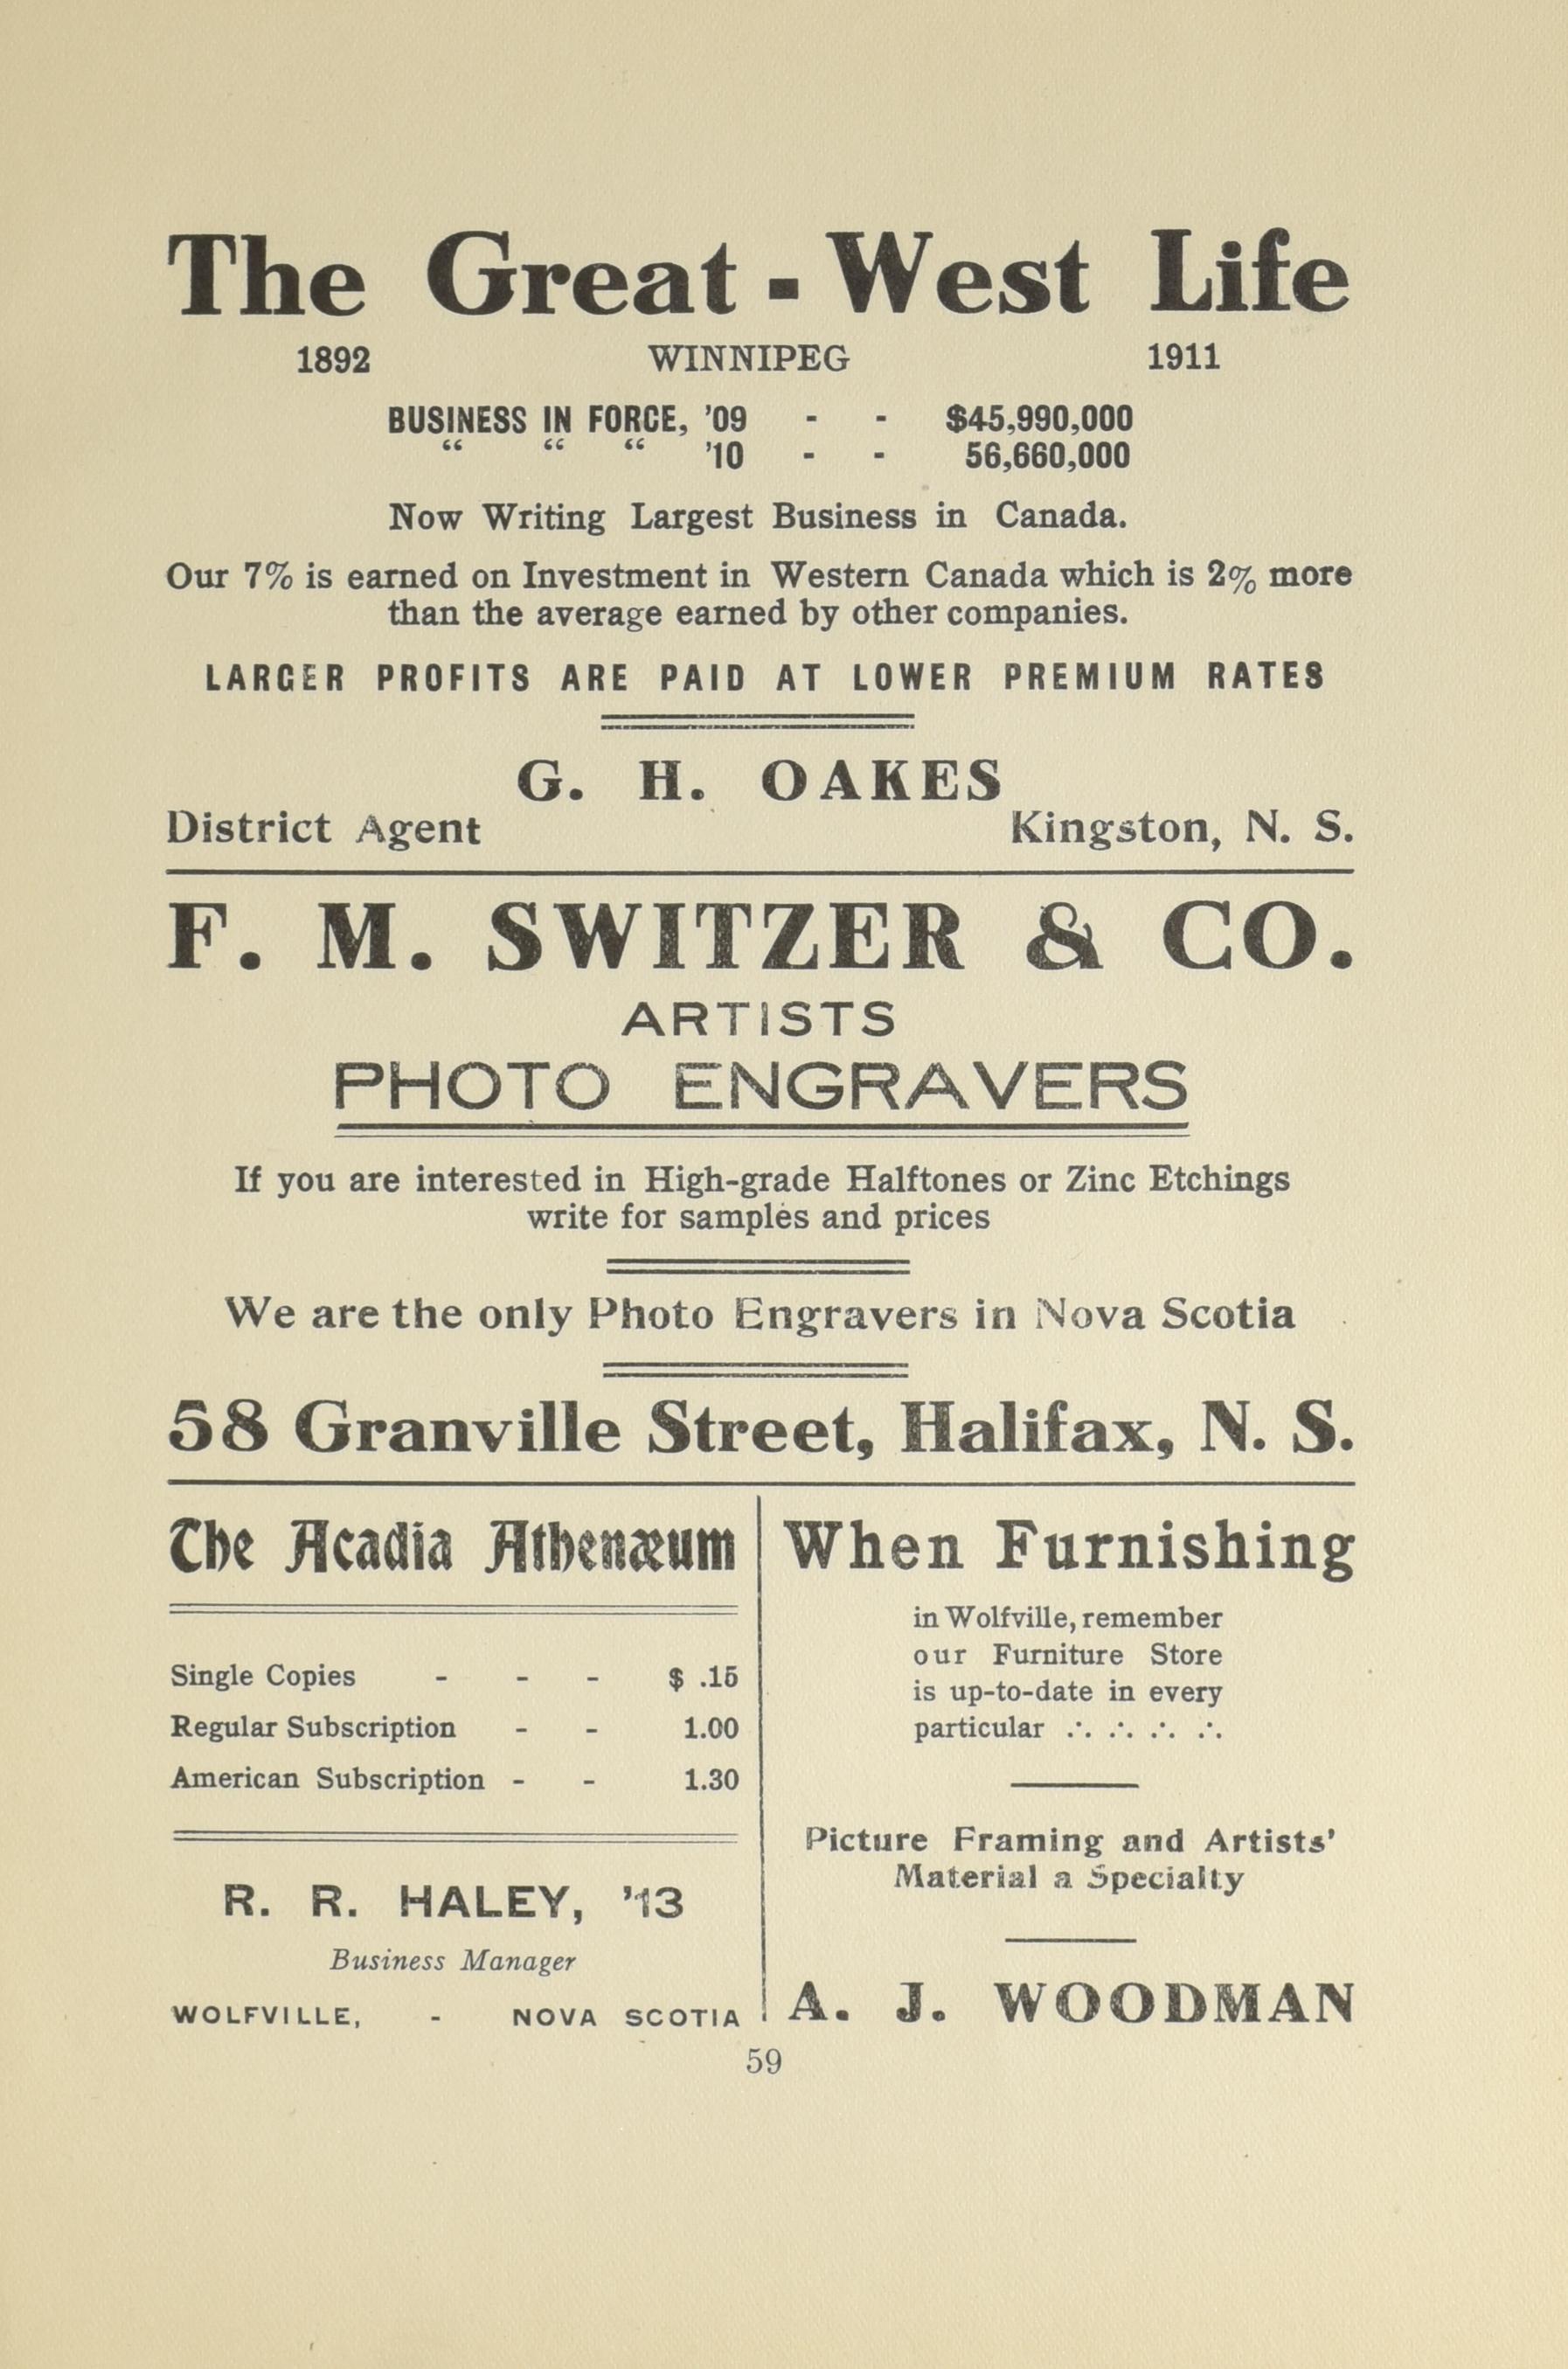 The Great - West Life
1892 WINNIPEG 1911
BUSINESS IN FORCE, '09 - - $45,990,000
“ “ “ '10 - - 56,660,000
Now Writing Largest Business in Canada.
Our 7% is earned on Investment in Western Canada which is 2% more
than the average earned by other companies.
LARGER PROFITS ARE PAID AT LOWER PREMIUM RATES
G. H. OAKES
District Agent Kingston, N. S.
F. M. SWITZER & CO.
ARTISTS
PHOTO ENGRAVERS
If you are interested in High-grade Halftones or Zinc Etchings
write for samples and prices
We are the only Photo Engravers in Nova Scotia
58 Granville Street, Halifax, N. S.
The Acadia Athenæum
Single Copies - - - $ .15
Regular Subscription - - 1.00
American Subscription - - 1.30
R. R. HALEY, '13
Business Manager
WOLFVILLE, - NOVA SCOTIA
When Furnishing
in Wolfville, remember
our Furniture Store
is up-to-date in every
particular ∴ ∴ ∴ ∴
Picture Framing and Artists'
Material a Specialty
A. J. WOODMAN
59